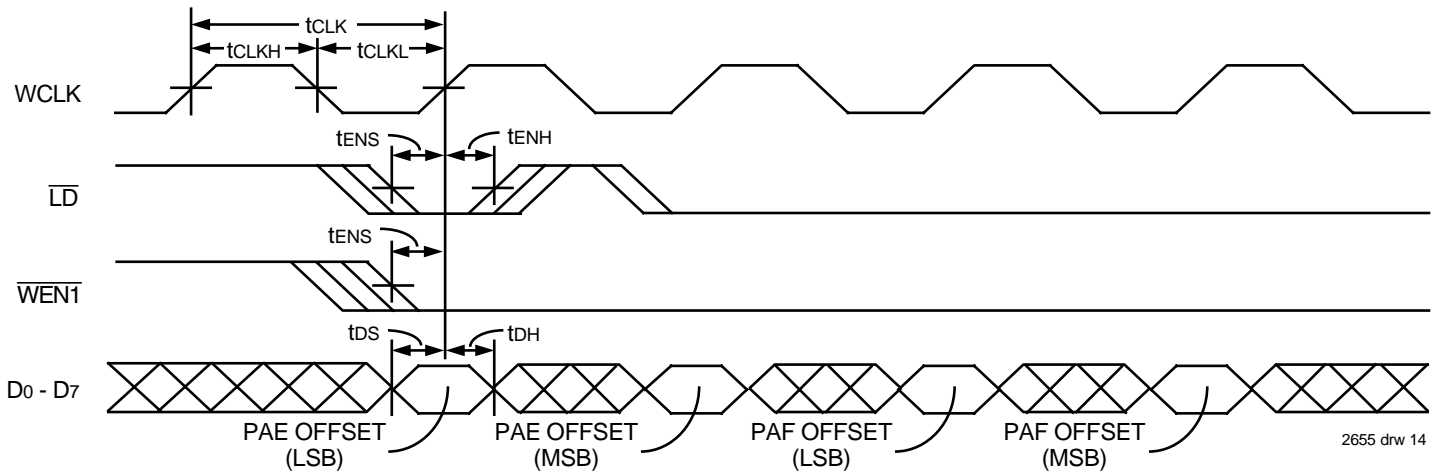 tCLK
tCLKH tCLKL
WCLK
tENS tENH
LD
tENS
WEN1
tDS tDH
D0 - D7
PAE OFFSET
(LSB)
PAE OFFSET
(MSB)
PAF OFFSET
(LSB)
PAF OFFSET
(MSB)
2655 drw 14